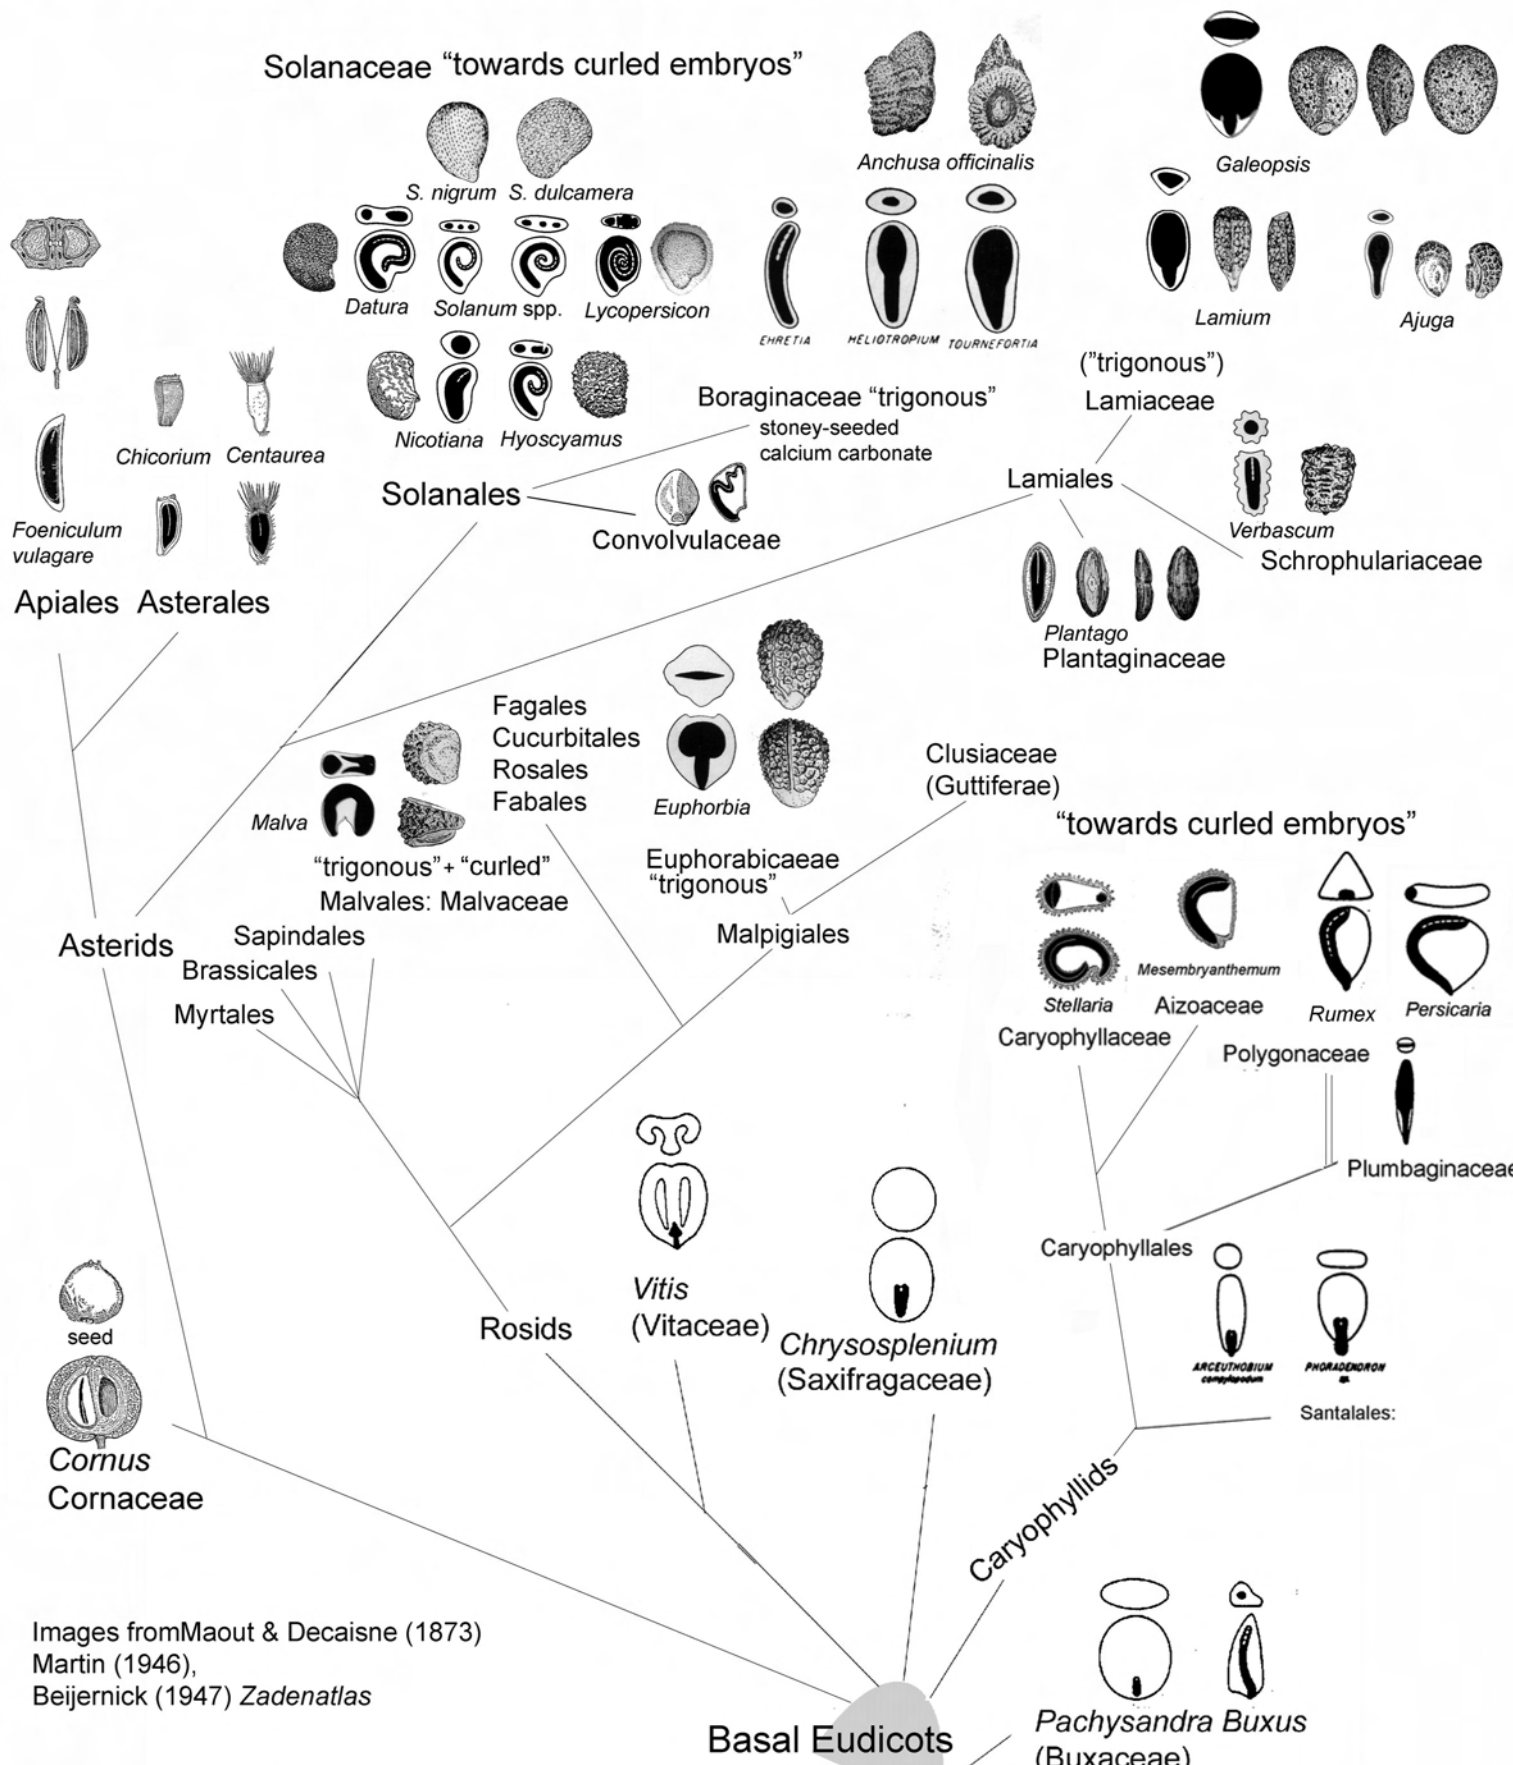 Solanaceae “towards curled embryos”
S. nigrum S. dulcamera
Anchusa officinalis
Galeopsis
Datura Solanum spp. Lycopersicon
EHRETIA HELIOTROPIUM TOURNEFORTIA
Lamium
Ajuga
("trigonous")
Lamiaceae
Boraginaceae “trigonous”
stoney-seeded
calcium carbonate
Nicotiana Hyoscyamus
Chicorium Centaurea
Solanales
Lamiales
Foeniculum
vulagare
Convolvulaceae
Verbascum
Schrophulariaceae
Apiales Asterales
Plantago
Plantaginaceae
Fagales
Cucurbitales
Rosales
Fabales
Euphorbia
Clusiaceae
(Guttiferae)
Malva
“trigonous”+ “curled”
Malvales: Malvaceae
Euphorabicaeae
“trigonous”
“towards curled embryos”
Asterids
Sapindales
Brassicales
Myrtales
Malpigiales
Stellaria
Mesembryanthemum
Aizoaceae
Rumex
Persicaria
Caryophyllaceae
Polygonaceae
Plumbaginaceae
Caryophyllales
seed
Rosids
Vitis
(Vitaceae)
Chrysosplenium
(Saxifragaceae)
ARCEUTHOBIUM
campylopodum
PHORADENDRON
sp.
Santalales:
Cornus
Cornaceae
Caryophyllids
Images fromMaout & Decaisne (1873)
Martin (1946),
Beijernick (1947) Zadenatlas
Basal Eudicots
Pachysandra Buxus
(Buxaceae)